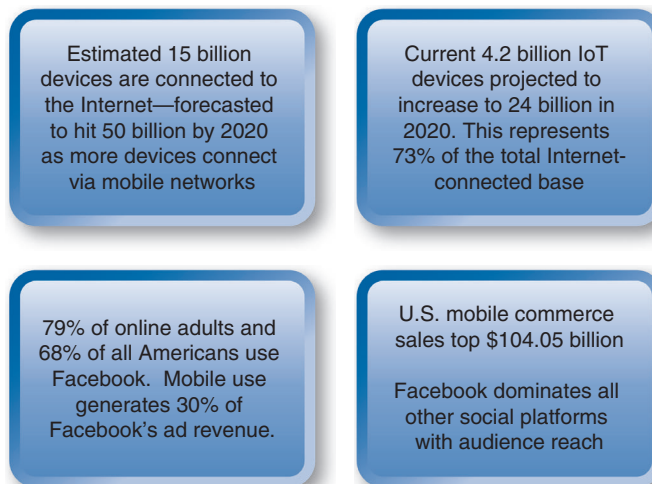 Estimated 15 billion
devices are connected to
the Internet—forecasted
to hit 50 billion by 2020
as more devices connect
via mobile networks
Current 4.2 billion IoT
devices projected to
increase to 24 billion in
2020. This represents
73% of the total Internet-
connected base
79% of online adults and
68% of all Americans use
Facebook.  Mobile use
generates 30% of
Facebook’s ad revenue.
U.S. mobile commerce
sales top $104.05 billion
Facebook dominates all
other social platforms
with audience reach